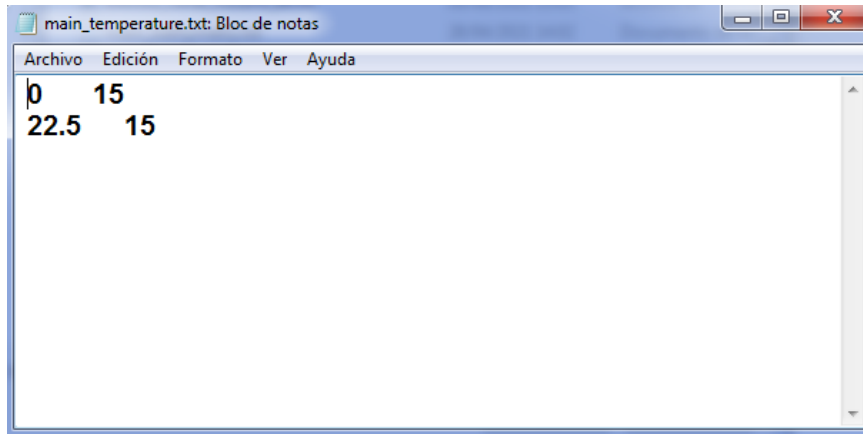 main_temperature.txt: Bloc de notas
Archivo Edición Formato Ver Ayuda
0 15
22.5 15